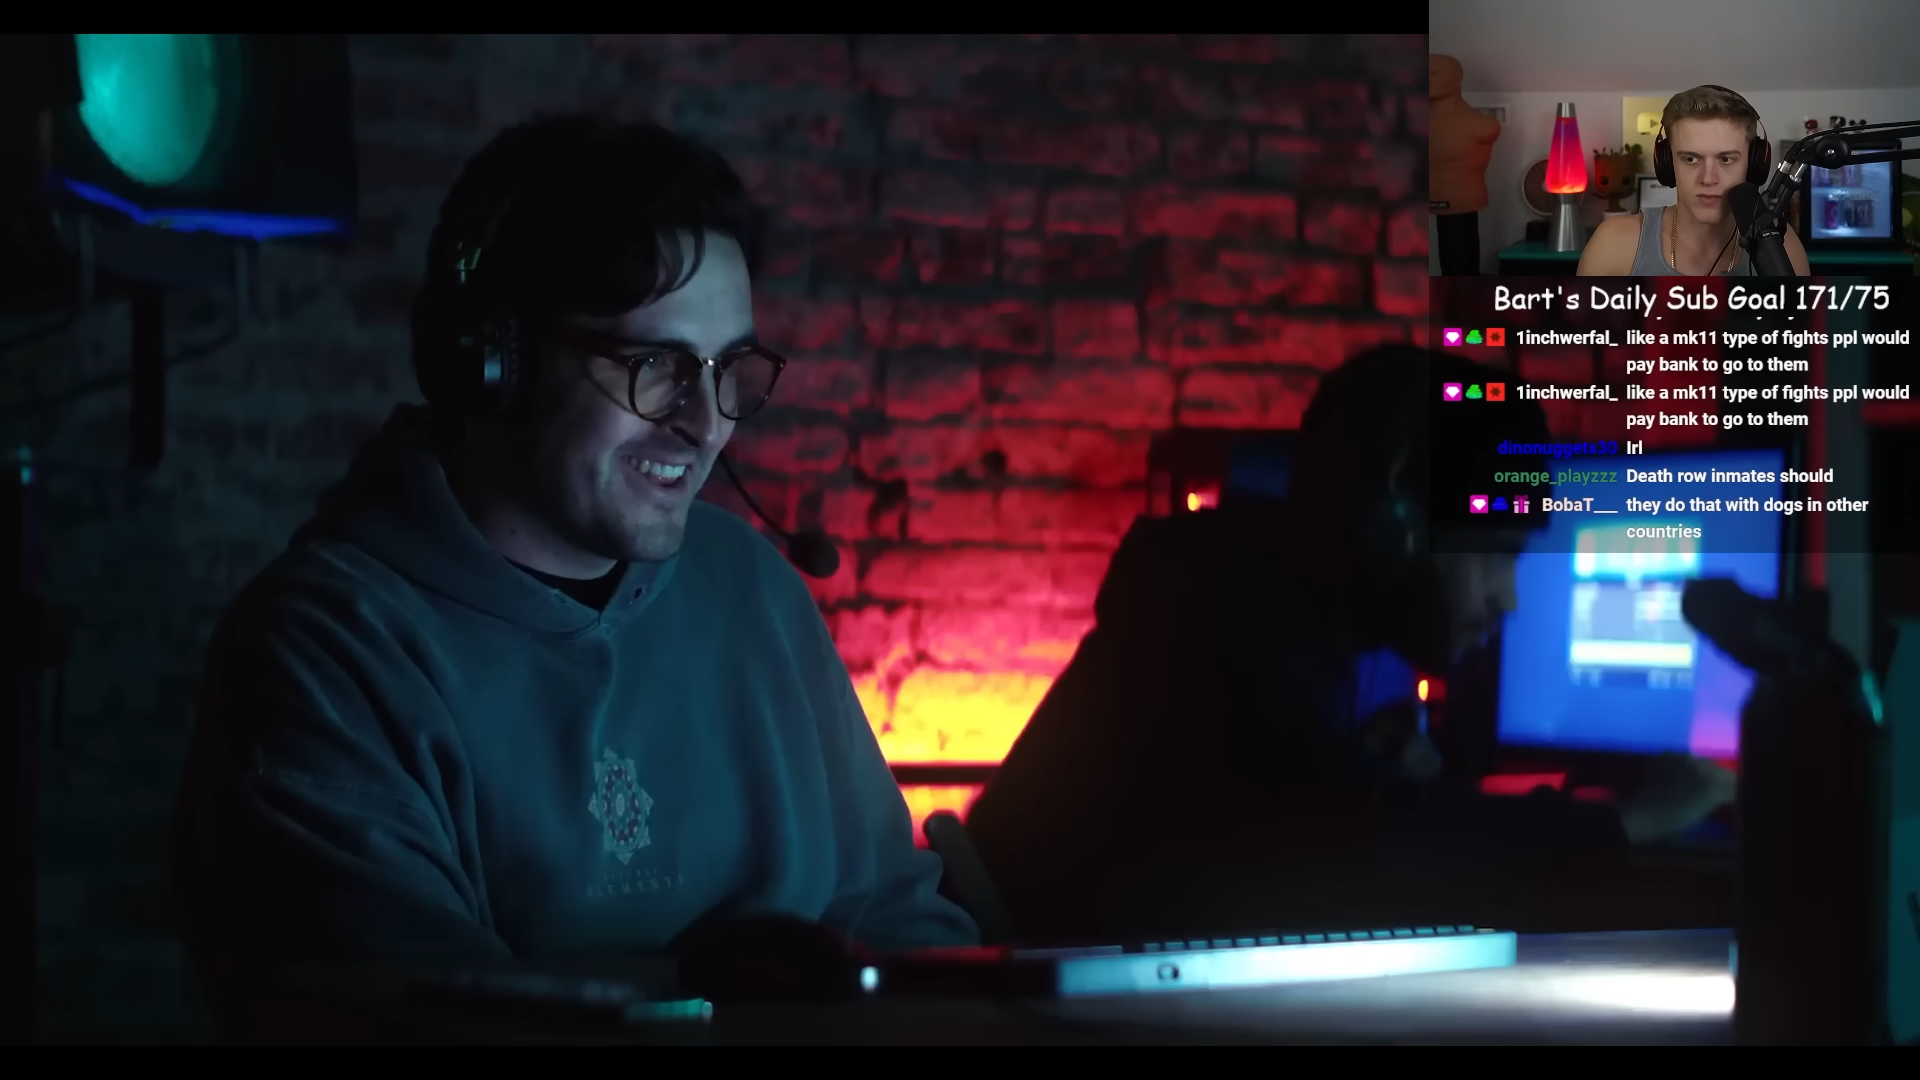 Bart's Daily Sub Goal 171/75
1inchwerfal_ like a mk11 type of fights ppl would
pay bank to go to them
1inchwerfal_ like a mk11 type of fights ppl would
pay bank to go to them
dinonuggets30 Irl
orange_playzzz Death row inmates should
BobaT___ they do that with dogs in other
countries
ELEMENTS